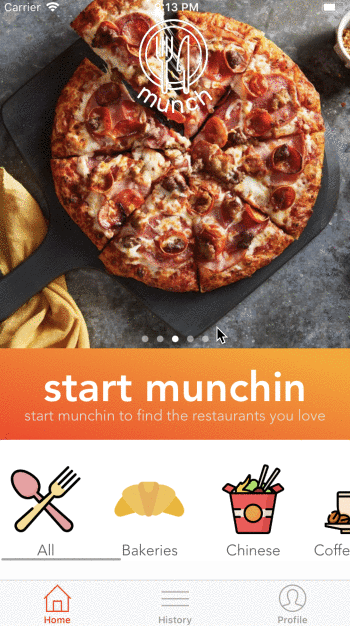 Carrier
:13 PM
munch
start munchin
start munchin to find the restaurants you love
All
Bakeries
Chinese
Coffe
Home
History
Profile